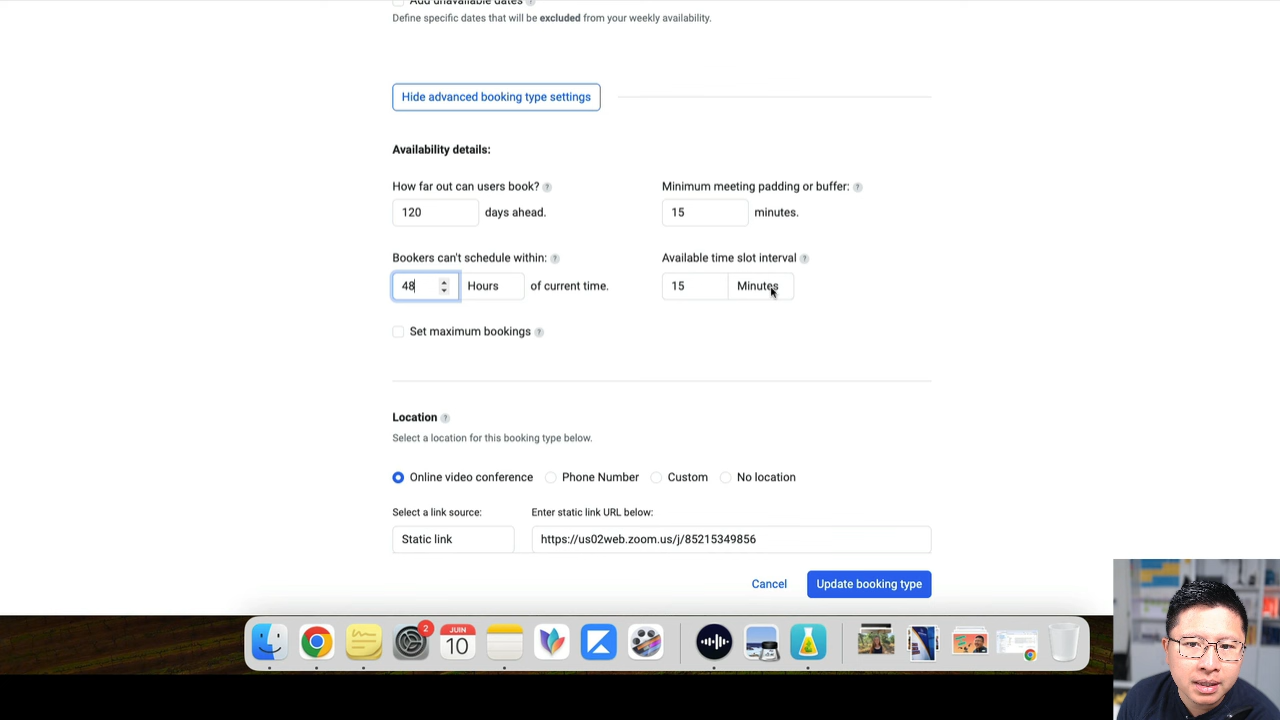 Add unavailable dates ?
Define specific dates that will be excluded from your weekly availability.
Hide advanced booking type settings
Availability details:
How far out can users book? ?
Minimum meeting padding or buffer: ?
120 days ahead.
15 minutes.
Bookers can't schedule within: ?
Available time slot interval ?
48 Hours of current time.
15 Minutes
Set maximum bookings ?
Location ?
Select a location for this booking type below.
Online video conference Phone Number Custom No location
Select a link source:
Enter static link URL below:
Static link
https://us02web.zoom.us/j/85215349856
Cancel
Update booking type
2
JUIN
10